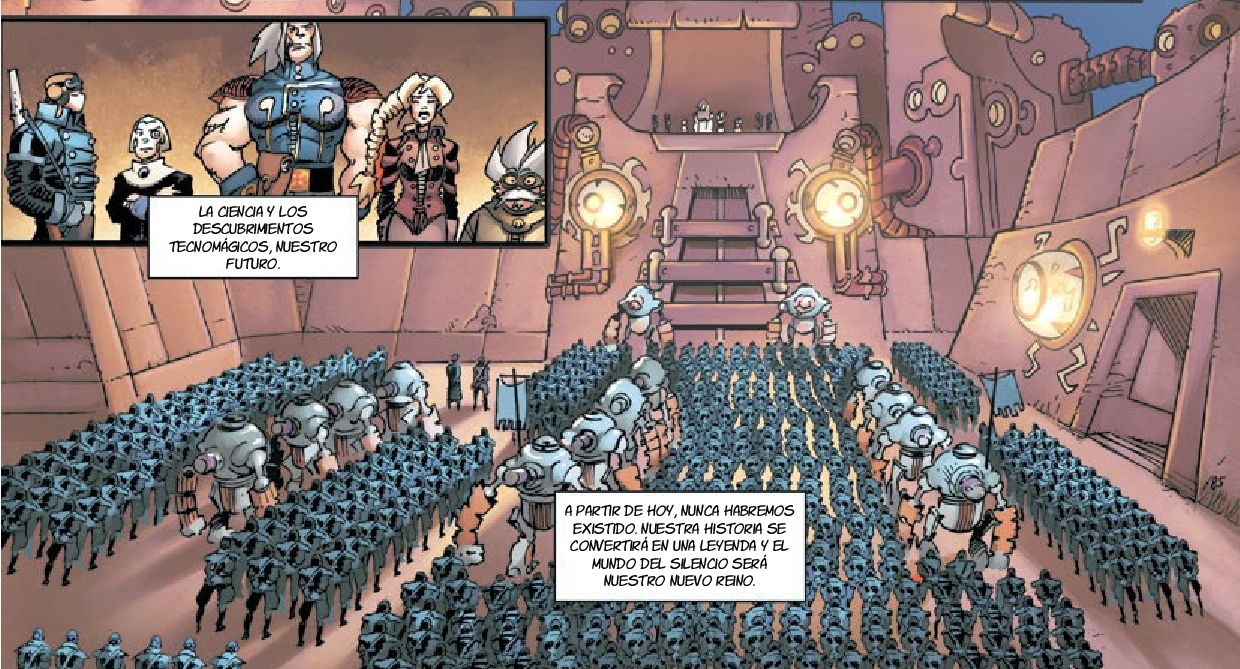 LA CIENCIA Y LOS
DESCUBRIMENTOS
TECNOMÁGICOS, NUESTRO
FUTURO.
A PARTIR DE HOY, NUNCA HABREMOS
EXISTIDO. NUESTRA HISTORIA SE
CONVERTIRÁ EN UNA LEYENDA Y EL
MUNDO DEL SILENCIO SERÁ
NUESTRO NUEVO REINO.